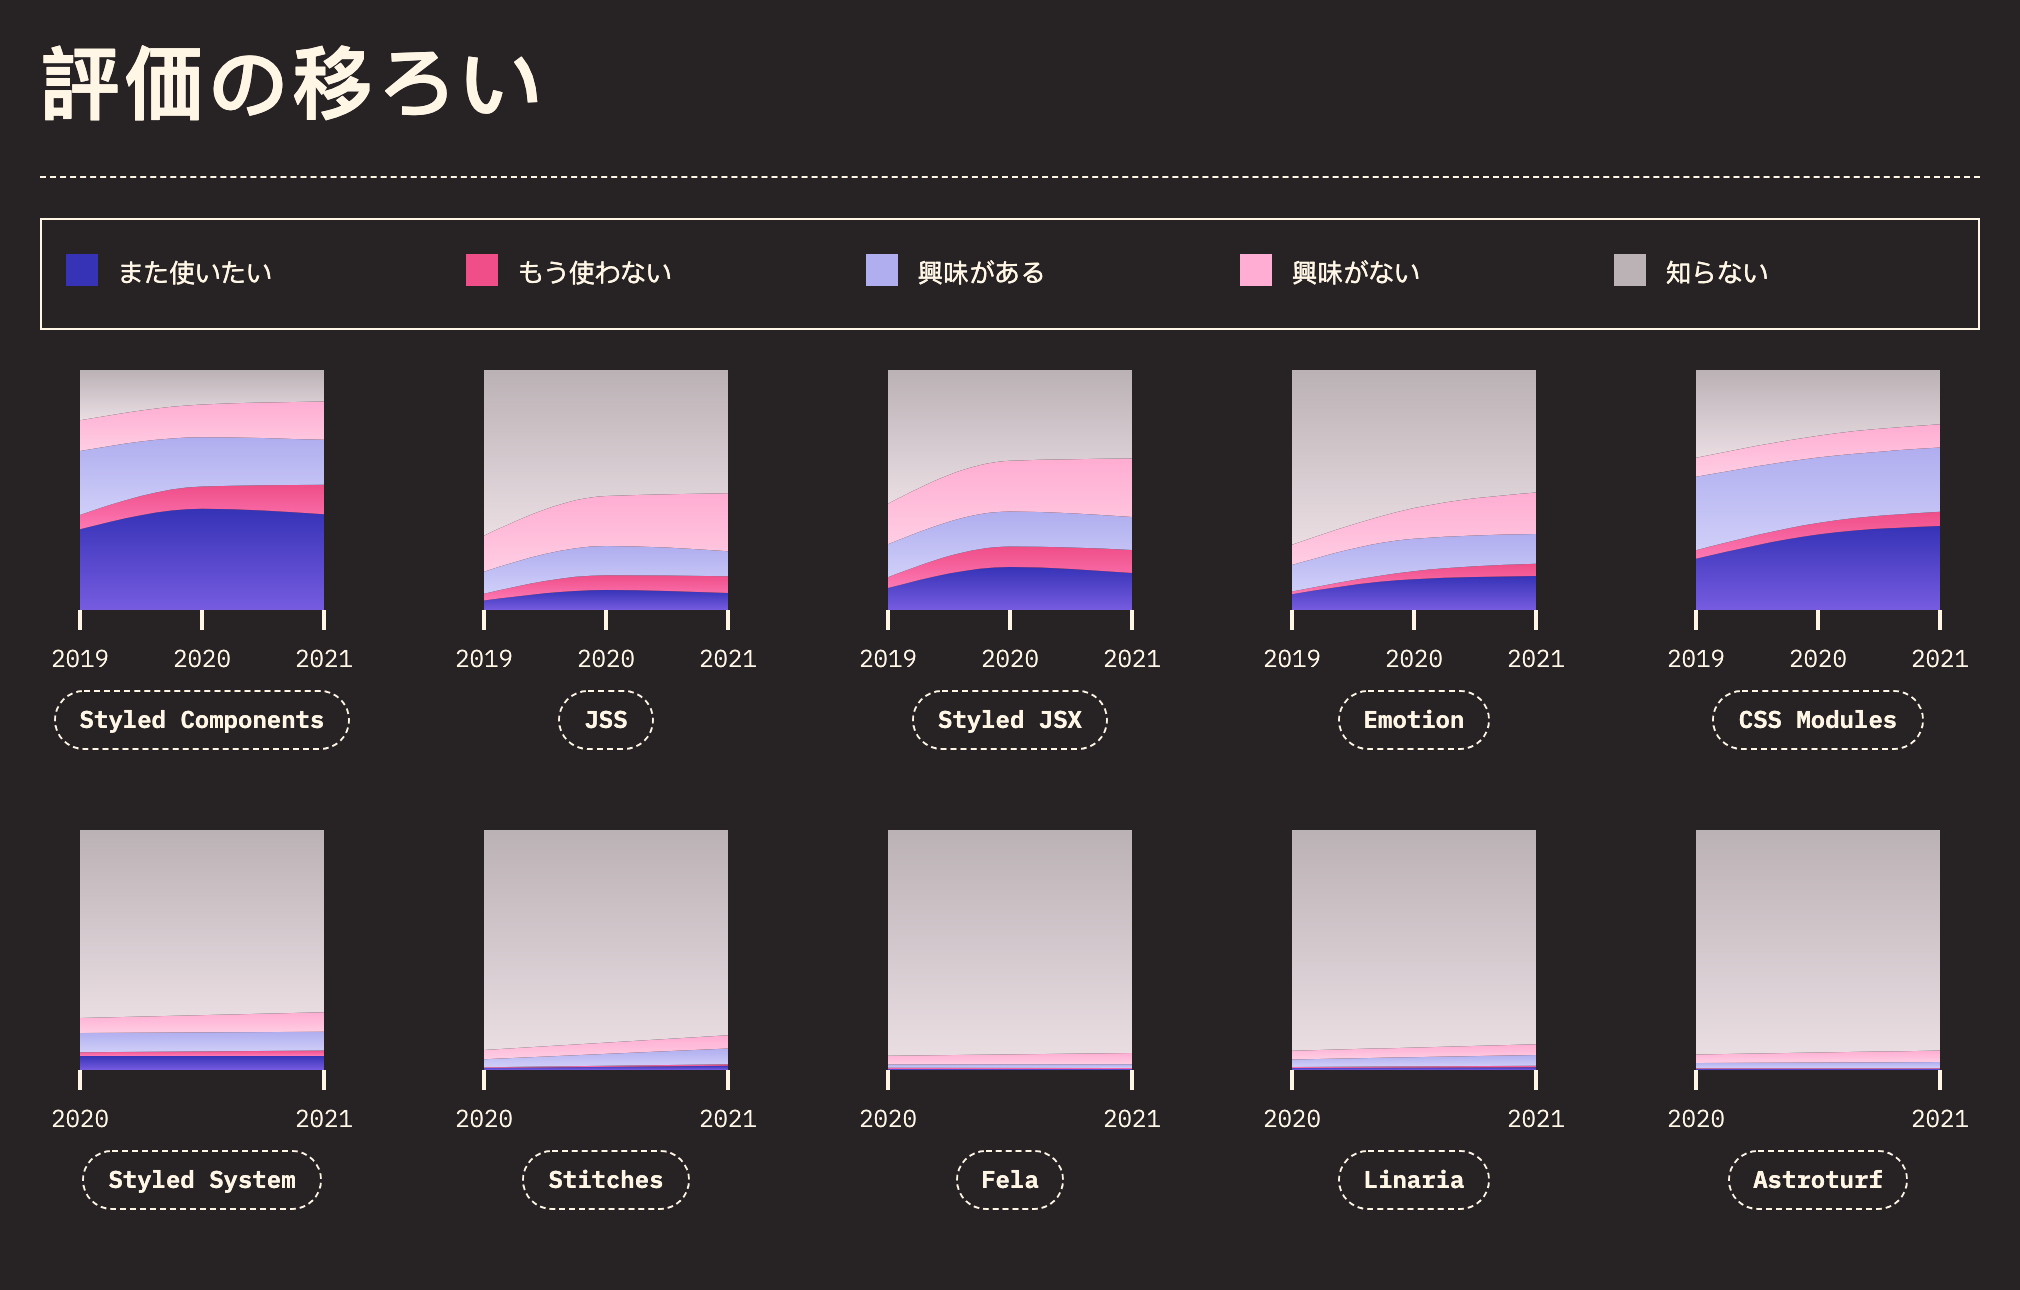 評価の移ろい
また使いたい もう使わない 興味がある 興味がない 知らない
2019 2020 2021 2019 2020 2021 2019 2020 2021 2019 2020 2021 2019 2020 2021
Styled Components JSS Styled JSX Emotion CSS Modules
2020 2021 2020 2021 2020 2021 2020 2021 2020 2021
Styled System Stitches Fela Linaria Astroturf